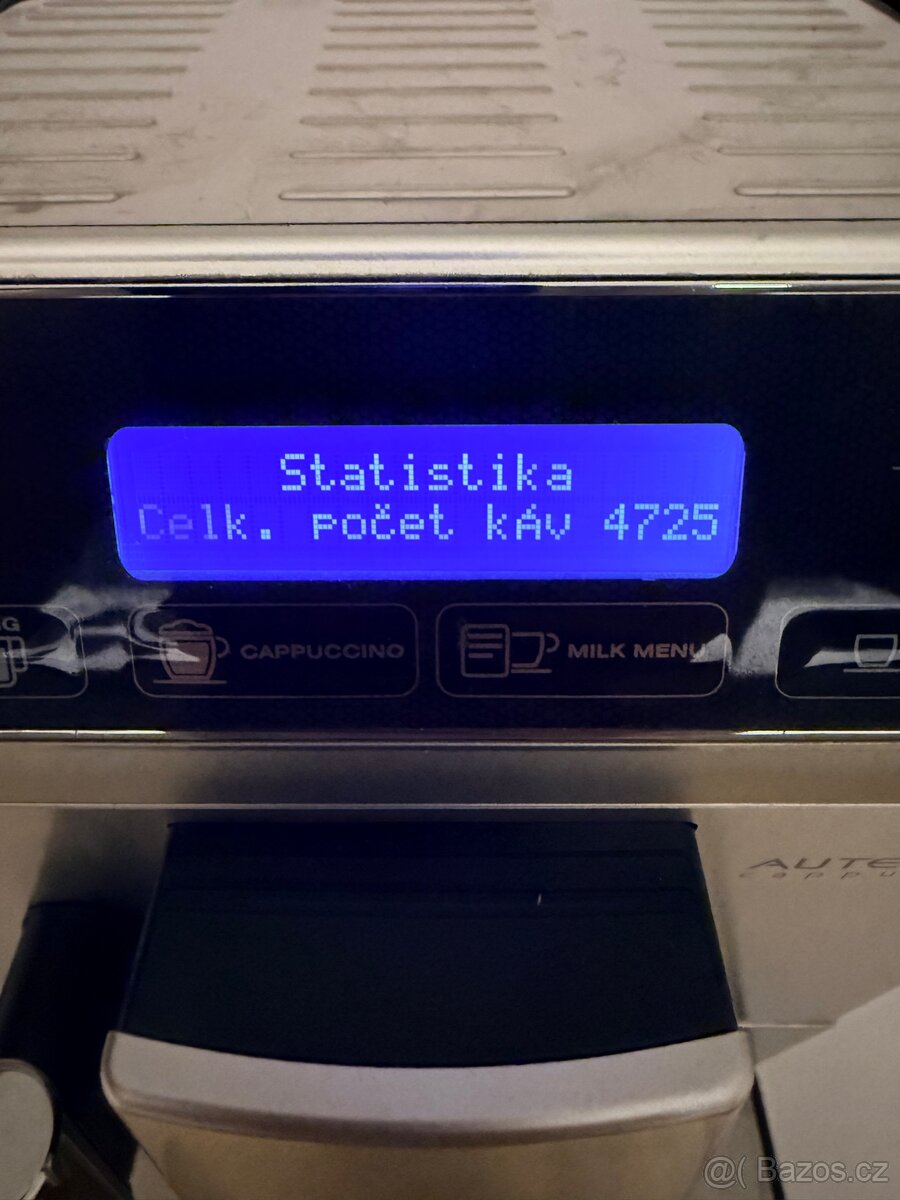 Statistika
Celk. počet kÁv 4725
CAPPUCCINO
MILK MENU
@( Bazos.cz